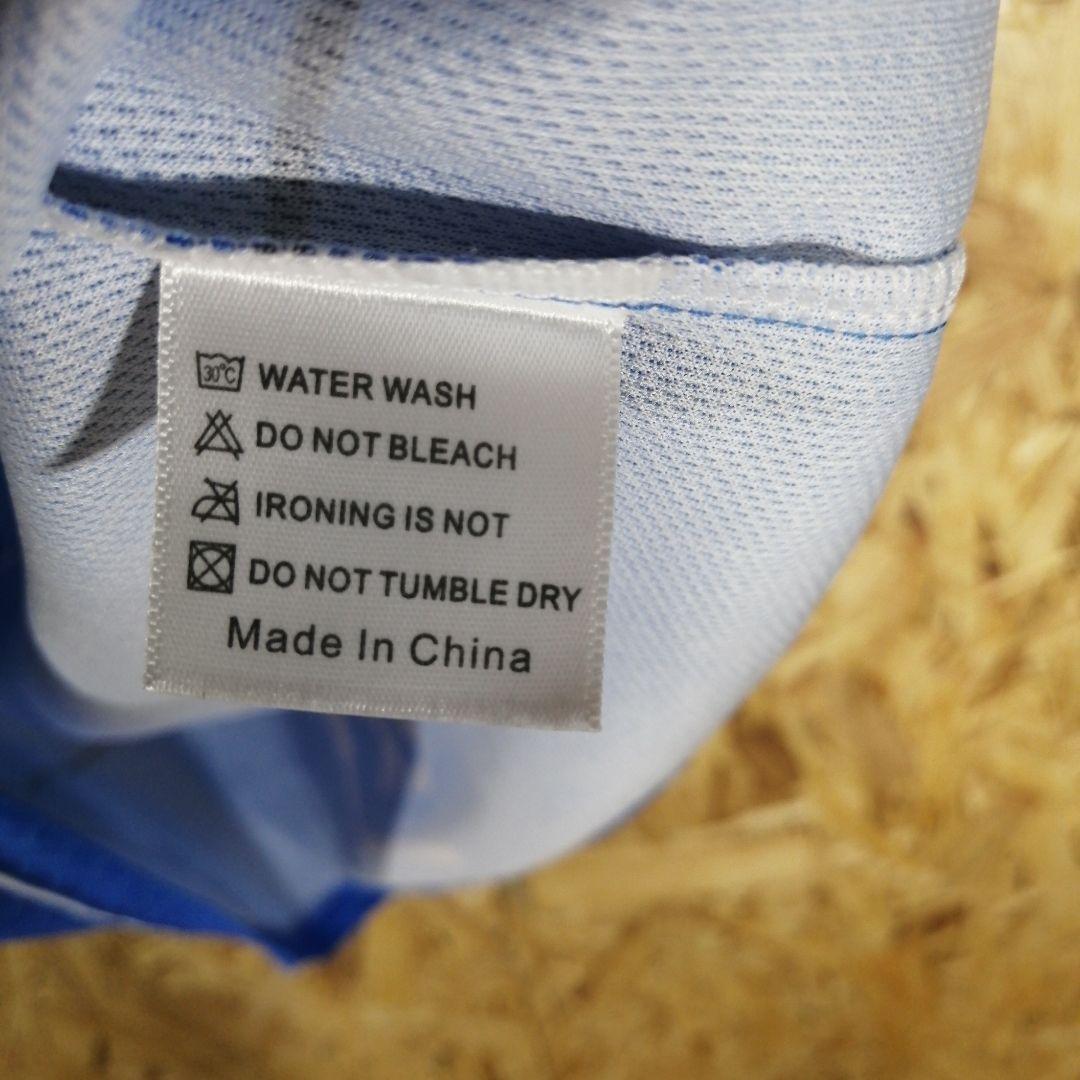 30°C WATER WASH
DO NOT BLEACH
IRONING IS NOT
DO NOT TUMBLE DRY
Made In China